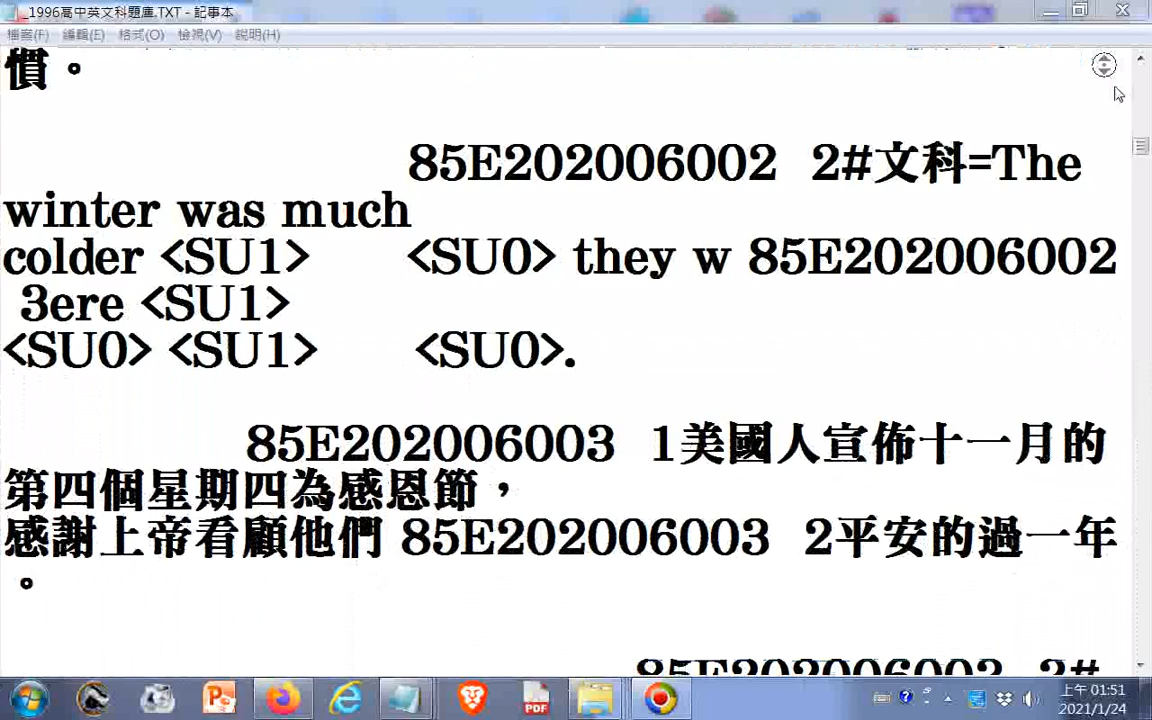 _1996高中英文科題庫.TXT - 記事本
檔案(F) 編輯(E) 格式(O) 檢視(V) 說明(H)
慣。
85E202006002 2#文科=The
winter was much
colder <SU1> <SU0> they w 85E202006002
3ere <SU1>
<SU0> <SU1> <SU0>.
85E202006003 1美國人宣佈十一月的
第四個星期四為感恩節，
感謝上帝看顧他們 85E202006003 2平安的過一年
。
85E202006003 2#
PDF
上午 01:51
2021/1/24